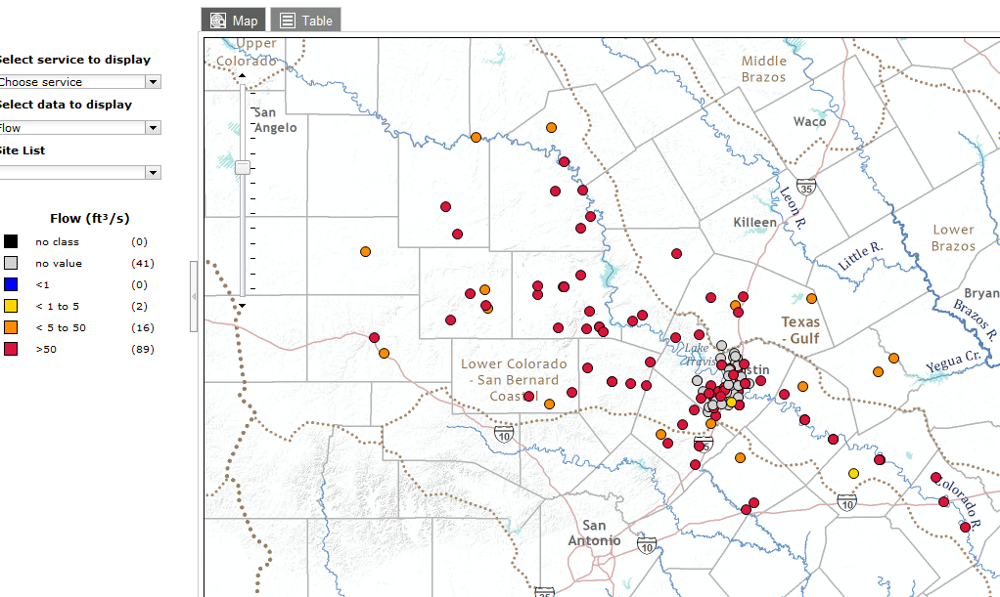 Map
Table
Select service to display
Choose service
Select data to display
Flow
Site List
Flow (ft³/s)
no class (0)
no value (41)
<1 (0)
< 1 to 5 (2)
< 5 to 50 (16)
>50 (89)
Upper
Colorado
San
Angelo
Middle
Brazos
Waco
35
Leon R.
Killeen
Little R.
Lower
Brazos
Bryan
Brazos R.
Texas
- Gulf
Yegua Cr.
Lake
Travis
stin
Lower Colorado
- San Bernard
Coast
10
35
10
Colorado R.
San
Antonio
10
35